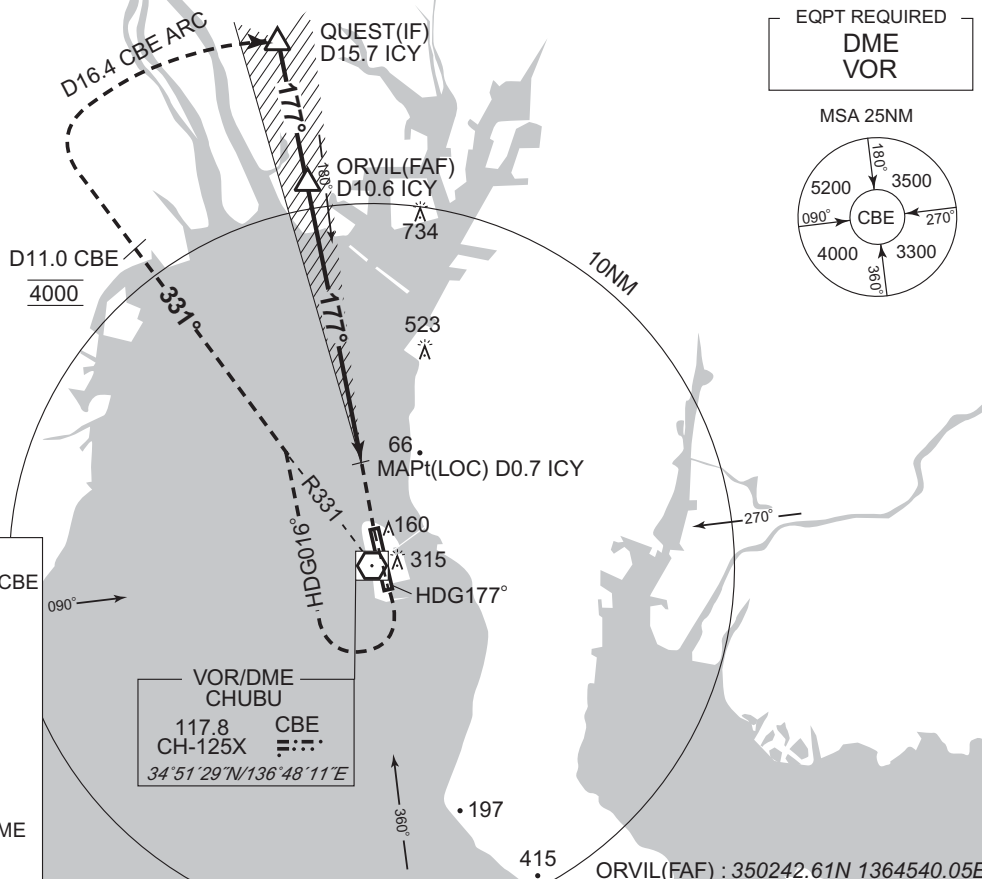 EQPT REQUIRED
DME
VOR
MSA 25NM
180°
5200
3500
090°
CBE
270°
4000
3300
360°
D16.4 CBE ARC
QUEST(IF)
D15.7 ICY
177°
ORVIL(FAF)
D10.6 ICY
180°
734
D11.0 CBE
4000
331°
10NM
177°
523
66
MAPt(LOC) D0.7 ICY
R331
HDG016°
160
315
HDG177°
270°
CBE
090°
VOR/DME
CHUBU
117.8 CBE
CH-125X
34°51´29˝N/136°48´11˝E
360°
197
ME
415
ORVIL(FAF) : 350242.61N 1364540.05E